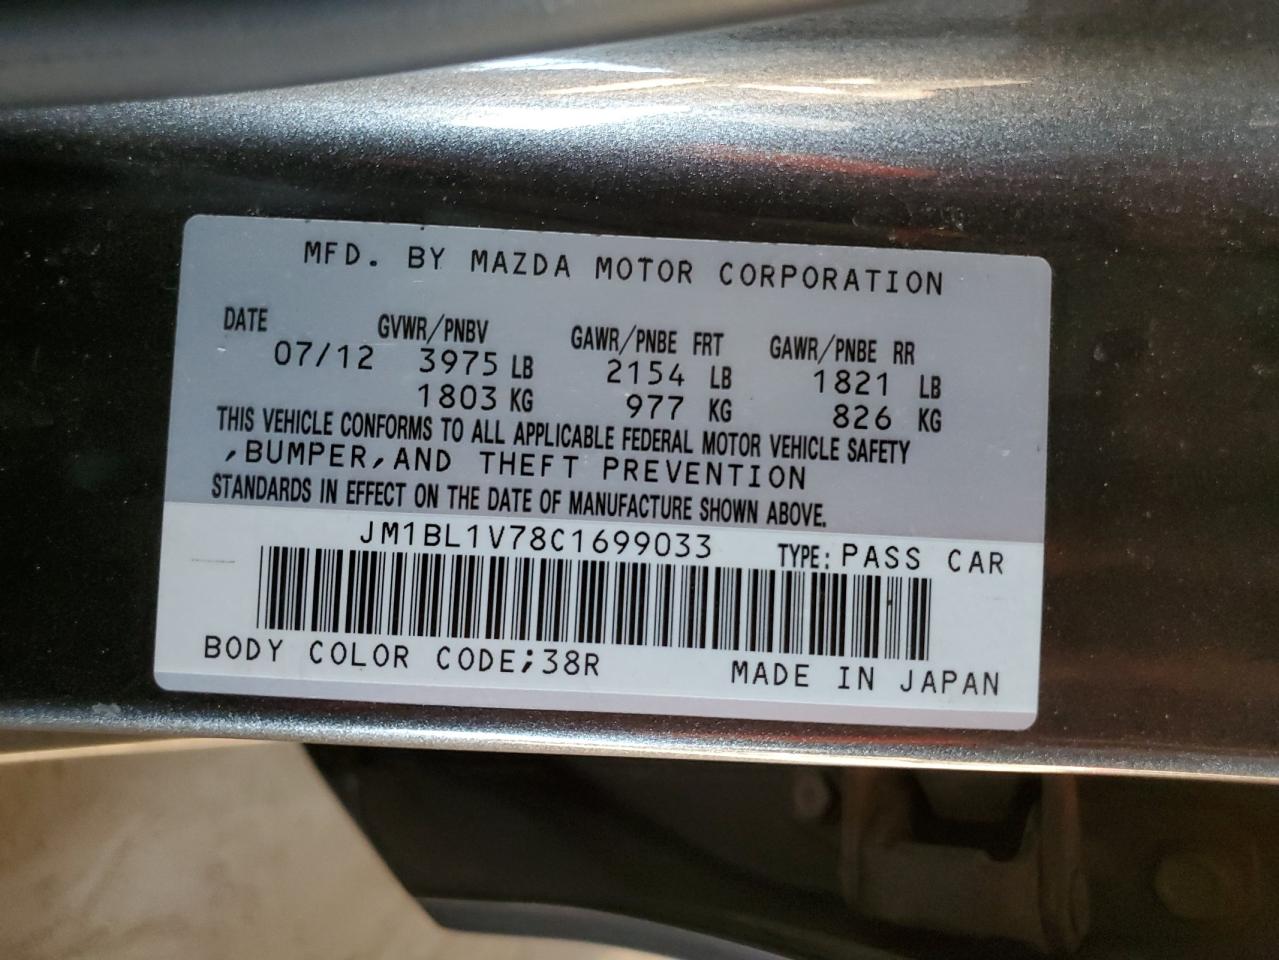 MFD. BY MAZDA MOTOR CORPORATION
DATE GVWR/PNBV GAWR/PNBE FRT GAWR/PNBE RR
07/12 3975 LB 2154 LB 1821 LB
1803 KG 977 KG 826 KG
THIS VEHICLE CONFORMS TO ALL APPLICABLE FEDERAL MOTOR VEHICLE SAFETY
,BUMPER,AND THEFT PREVENTION
STANDARDS IN EFFECT ON THE DATE OF MANUFACTURE SHOWN ABOVE.
JM1BL1V78C1699033 TYPE: PASS CAR
BODY COLOR CODE;38R MADE IN JAPAN